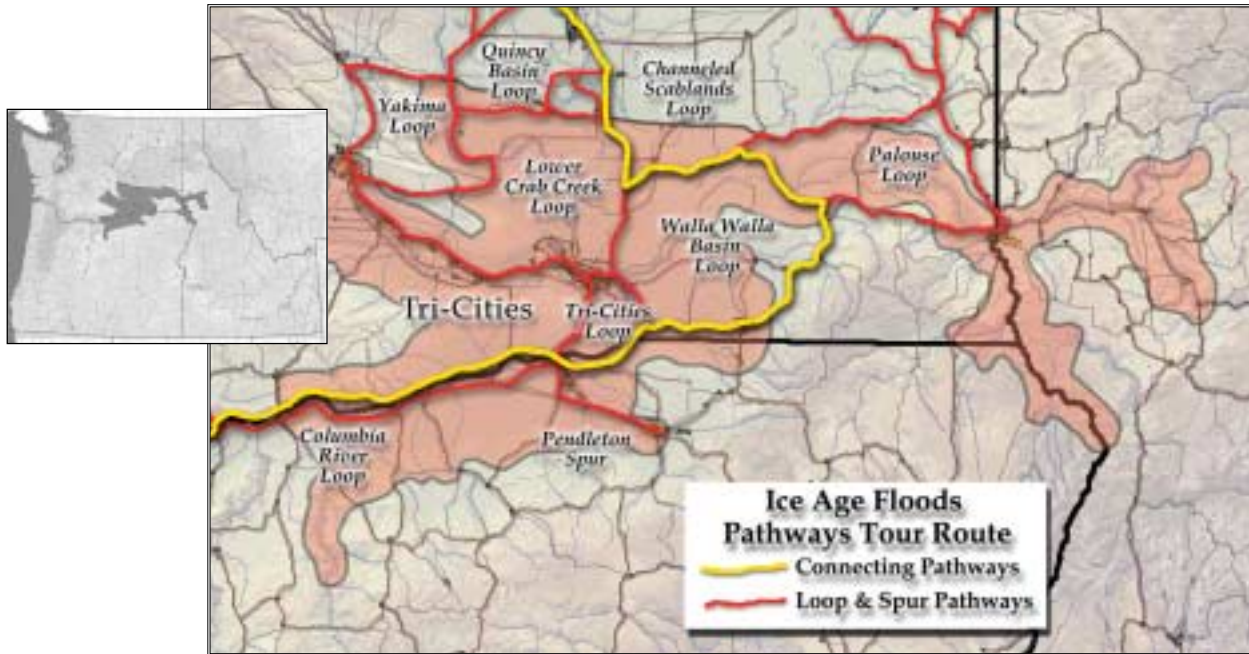 Quincy
Basin
Loop
Channeled
Scablands
Loop
Yakima
Loop
Lower
Crab Creek
Loop
Palouse
Loop
Walla Walla
Basin
Loop
Tri-Cities
Tri-Cities
Loop
Columbia
River
Loop
Pendleton
Spur
Ice Age Floods
Pathways Tour Route
Connecting Pathways
Loop & Spur Pathways